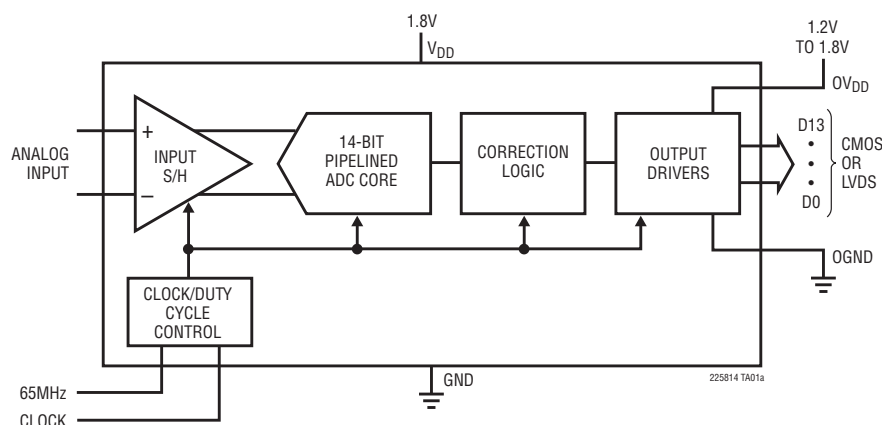 1.8V
VDD
1.2V
TO 1.8V
OVDD
ANALOG
INPUT
+
−
INPUT
S/H
14-BIT
PIPELINED
ADC CORE
CORRECTION
LOGIC
OUTPUT
DRIVERS
D13
•
•
•
D0
CMOS
OR
LVDS
OGND
CLOCK/DUTY
CYCLE
CONTROL
65MHz
CLOCK
GND
225814 TA01a